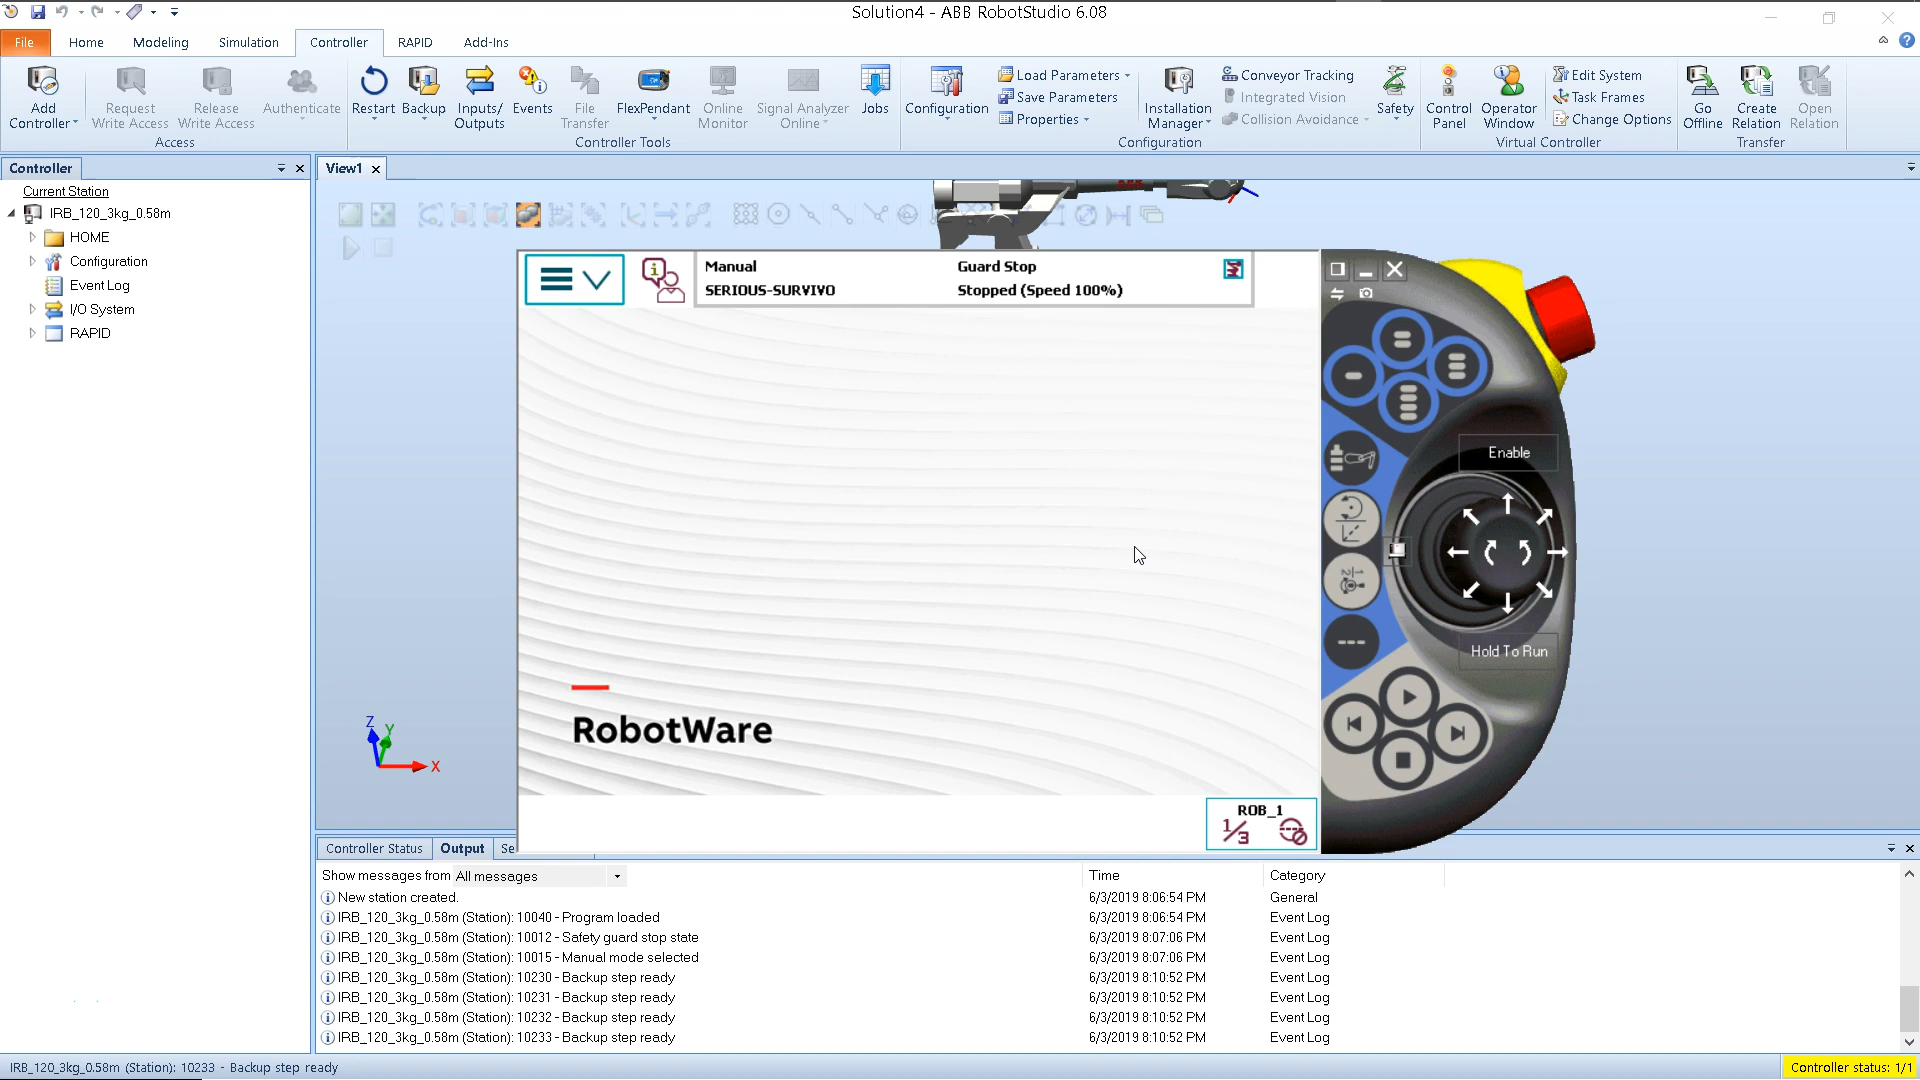 Solution4 - ABB RobotStudio 6.08
File Home Modeling Simulation Controller RAPID Add-Ins
Add Controller
Request Write Access
Release Write Access
Authenticate
Access
Restart
Backup
Inputs/ Outputs
Events
File Transfer
FlexPendant
Online Monitor
Signal Analyzer Online
Jobs
Controller Tools
Configuration
Load Parameters
Save Parameters
Properties
Installation Manager
Conveyor Tracking
Integrated Vision
Collision Avoidance
Safety
Configuration
Control Panel
Operator Window
Edit System
Task Frames
Change Options
Virtual Controller
Go Offline
Create Relation
Open Relation
Transfer
Controller
Current Station
IRB_120_3kg_0.58m
HOME
Configuration
Event Log
I/O System
RAPID
View1
Manual
SERIOUS-SURVIVO
Guard Stop
Stopped (Speed 100%)
Enable
Hold To Run
RobotWare
ROB_1
1/3
Z
Y
X
Controller Status Output Se
Show messages from All messages Time Category
New station created. 6/3/2019 8:06:54 PM General
IRB_120_3kg_0.58m (Station): 10040 - Program loaded 6/3/2019 8:06:54 PM Event Log
IRB_120_3kg_0.58m (Station): 10012 - Safety guard stop state 6/3/2019 8:07:06 PM Event Log
IRB_120_3kg_0.58m (Station): 10015 - Manual mode selected 6/3/2019 8:07:06 PM Event Log
IRB_120_3kg_0.58m (Station): 10230 - Backup step ready 6/3/2019 8:10:52 PM Event Log
IRB_120_3kg_0.58m (Station): 10231 - Backup step ready 6/3/2019 8:10:52 PM Event Log
IRB_120_3kg_0.58m (Station): 10232 - Backup step ready 6/3/2019 8:10:52 PM Event Log
IRB_120_3kg_0.58m (Station): 10233 - Backup step ready 6/3/2019 8:10:52 PM Event Log
IRB_120_3kg_0.58m (Station): 10233 - Backup step ready
Controller status: 1/1